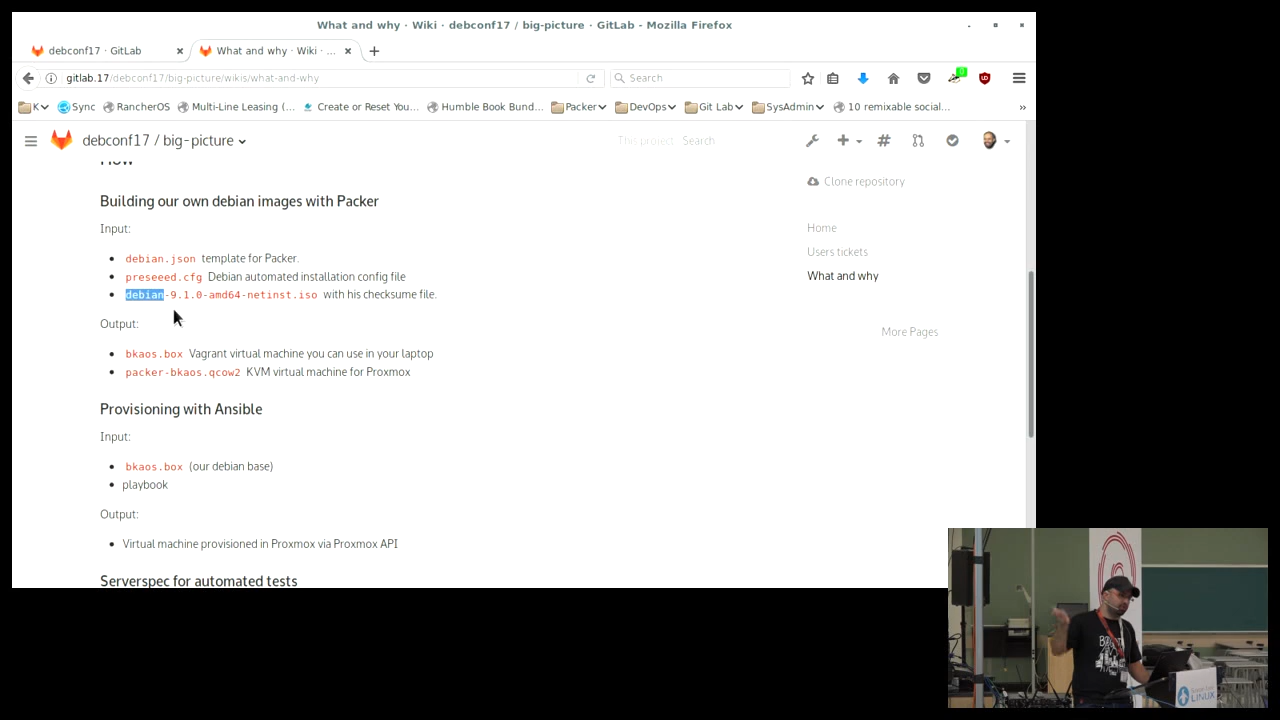 What and why · Wiki · debconf17 / big-picture · GitLab - Mozilla Firefox
debconf17 · GitLab
What and why · Wiki · ...
gitlab.17/debconf17/big-picture/wikis/what-and-why
Search
K
Sync
RancherOS
Multi-Line Leasing (...
Create or Reset You...
Humble Book Bund...
Packer
DevOps
Git Lab
SysAdmin
10 remixable social...
debconf17 / big-picture
This project Search
How
Building our own debian images with Packer
Input:
debian.json template for Packer.
preseeed.cfg Debian automated installation config file
debian-9.1.0-amd64-netinst.iso with his checksume file.
Output:
bkaos.box Vagrant virtual machine you can use in your laptop
packer-bkaos.qcow2 KVM virtual machine for Proxmox
Provisioning with Ansible
Input:
bkaos.box (our debian base)
playbook
Output:
Virtual machine provisioned in Proxmox via Proxmox API
Serverspec for automated tests
Clone repository
Home
Users tickets
What and why
More Pages
LINUX